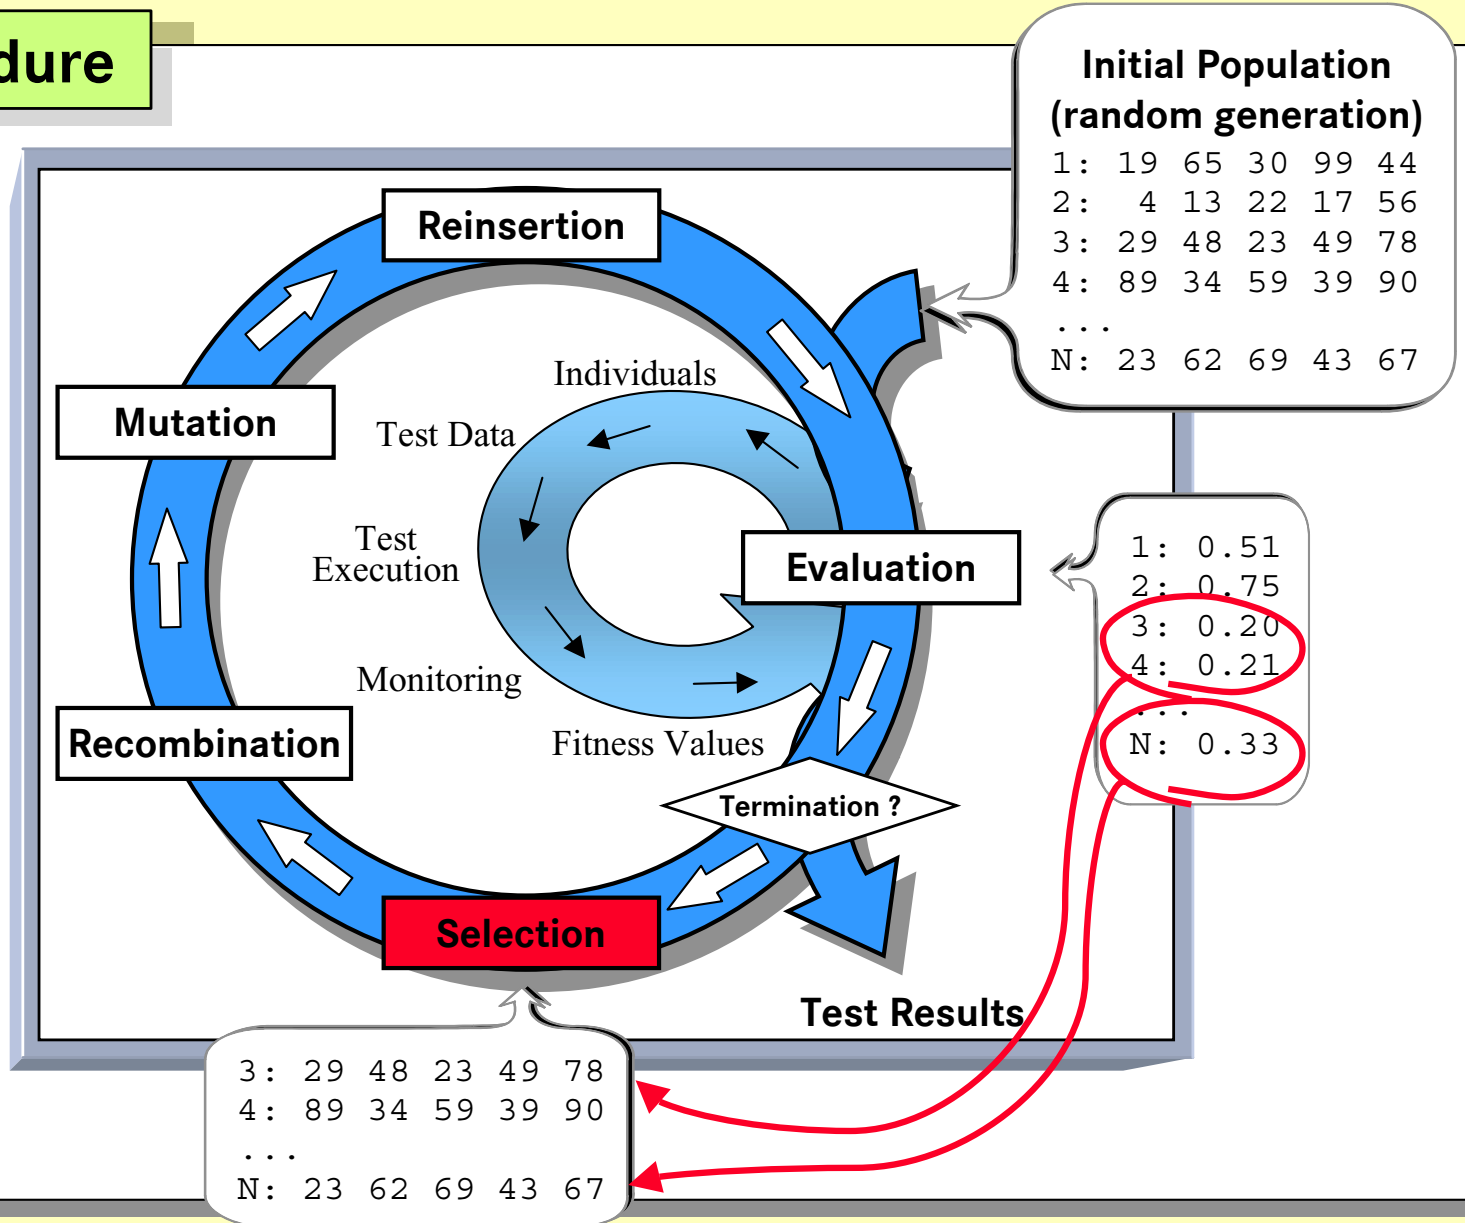 dure
Initial Population
(random generation)
1: 19 65 30 99 44
2: 4 13 22 17 56
3: 29 48 23 49 78
4: 89 34 59 39 90
...
N: 23 62 69 43 67
Reinsertion
Individuals
Mutation
Test Data
Test
Execution
Evaluation
1: 0.51
2: 0.75
3: 0.20
4: 0.21
...
N: 0.33
Monitoring
Recombination
Fitness Values
Termination ?
Selection
Test Results
3: 29 48 23 49 78
4: 89 34 59 39 90
...
N: 23 62 69 43 67